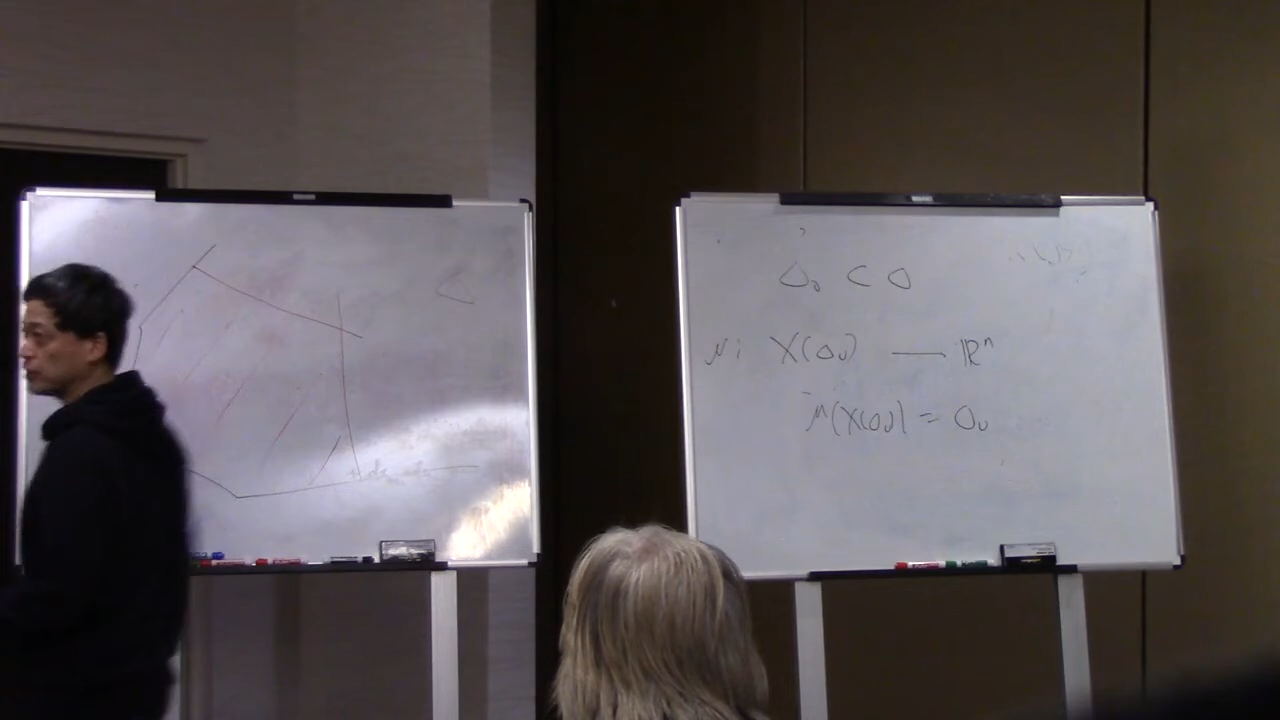 Δ₀ ⊂ Δ
μ: X(Δ₀) — ℝⁿ
μ(X(Δ₀)) = Δ₀